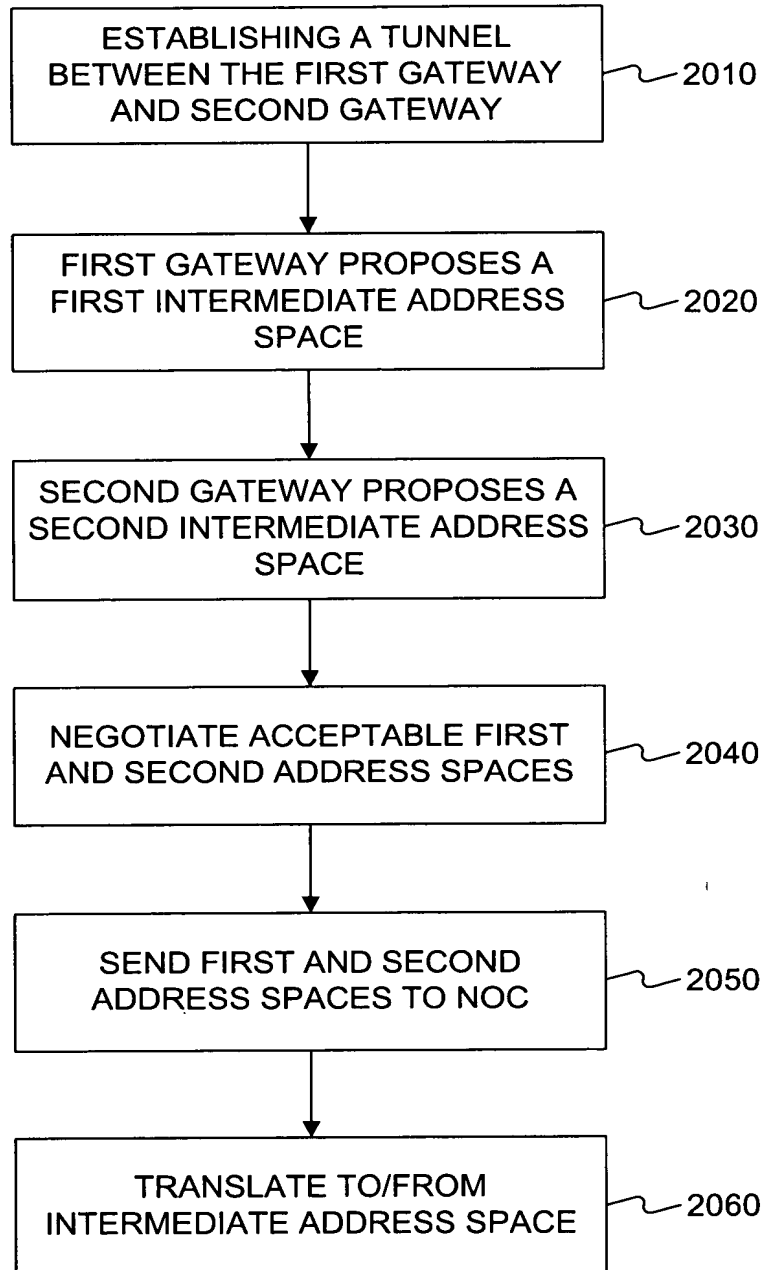 ESTABLISHING A TUNNEL
BETWEEN THE FIRST GATEWAY
AND SECOND GATEWAY
2010
FIRST GATEWAY PROPOSES A
FIRST INTERMEDIATE ADDRESS
SPACE
2020
SECOND GATEWAY PROPOSES A
SECOND INTERMEDIATE ADDRESS
SPACE
2030
NEGOTIATE ACCEPTABLE FIRST
AND SECOND ADDRESS SPACES
2040
SEND FIRST AND SECOND
ADDRESS SPACES TO NOC
2050
TRANSLATE TO/FROM
INTERMEDIATE ADDRESS SPACE
2060